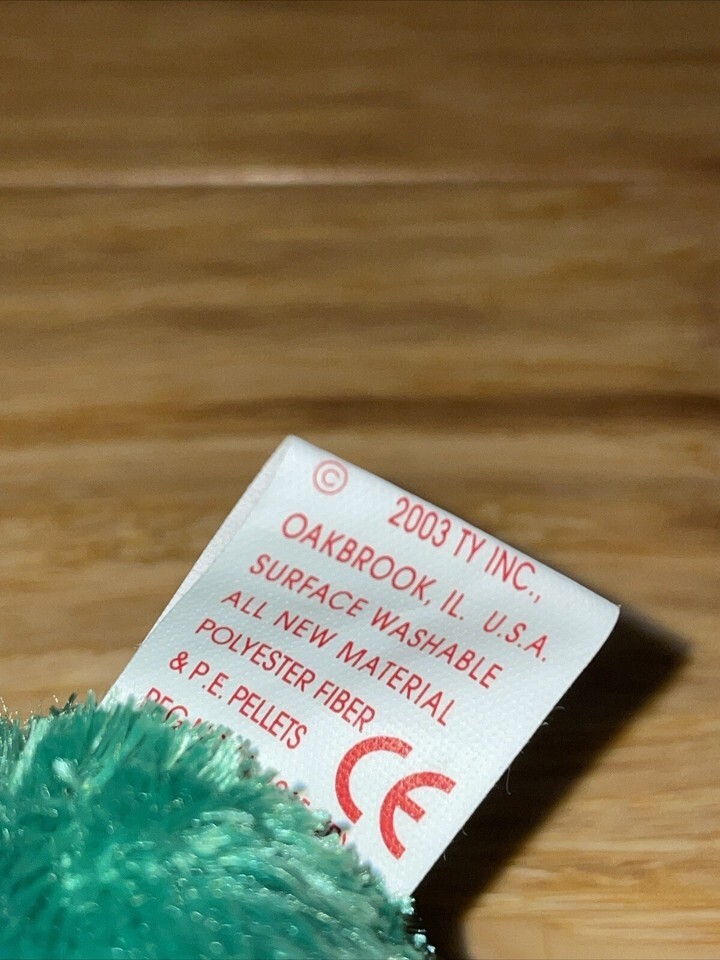 © 2003 TY INC.,
OAKBROOK, IL. U.S.A.
SURFACE WASHABLE
ALL NEW MATERIAL
POLYESTER FIBER
& P.E. PELLETS
CE